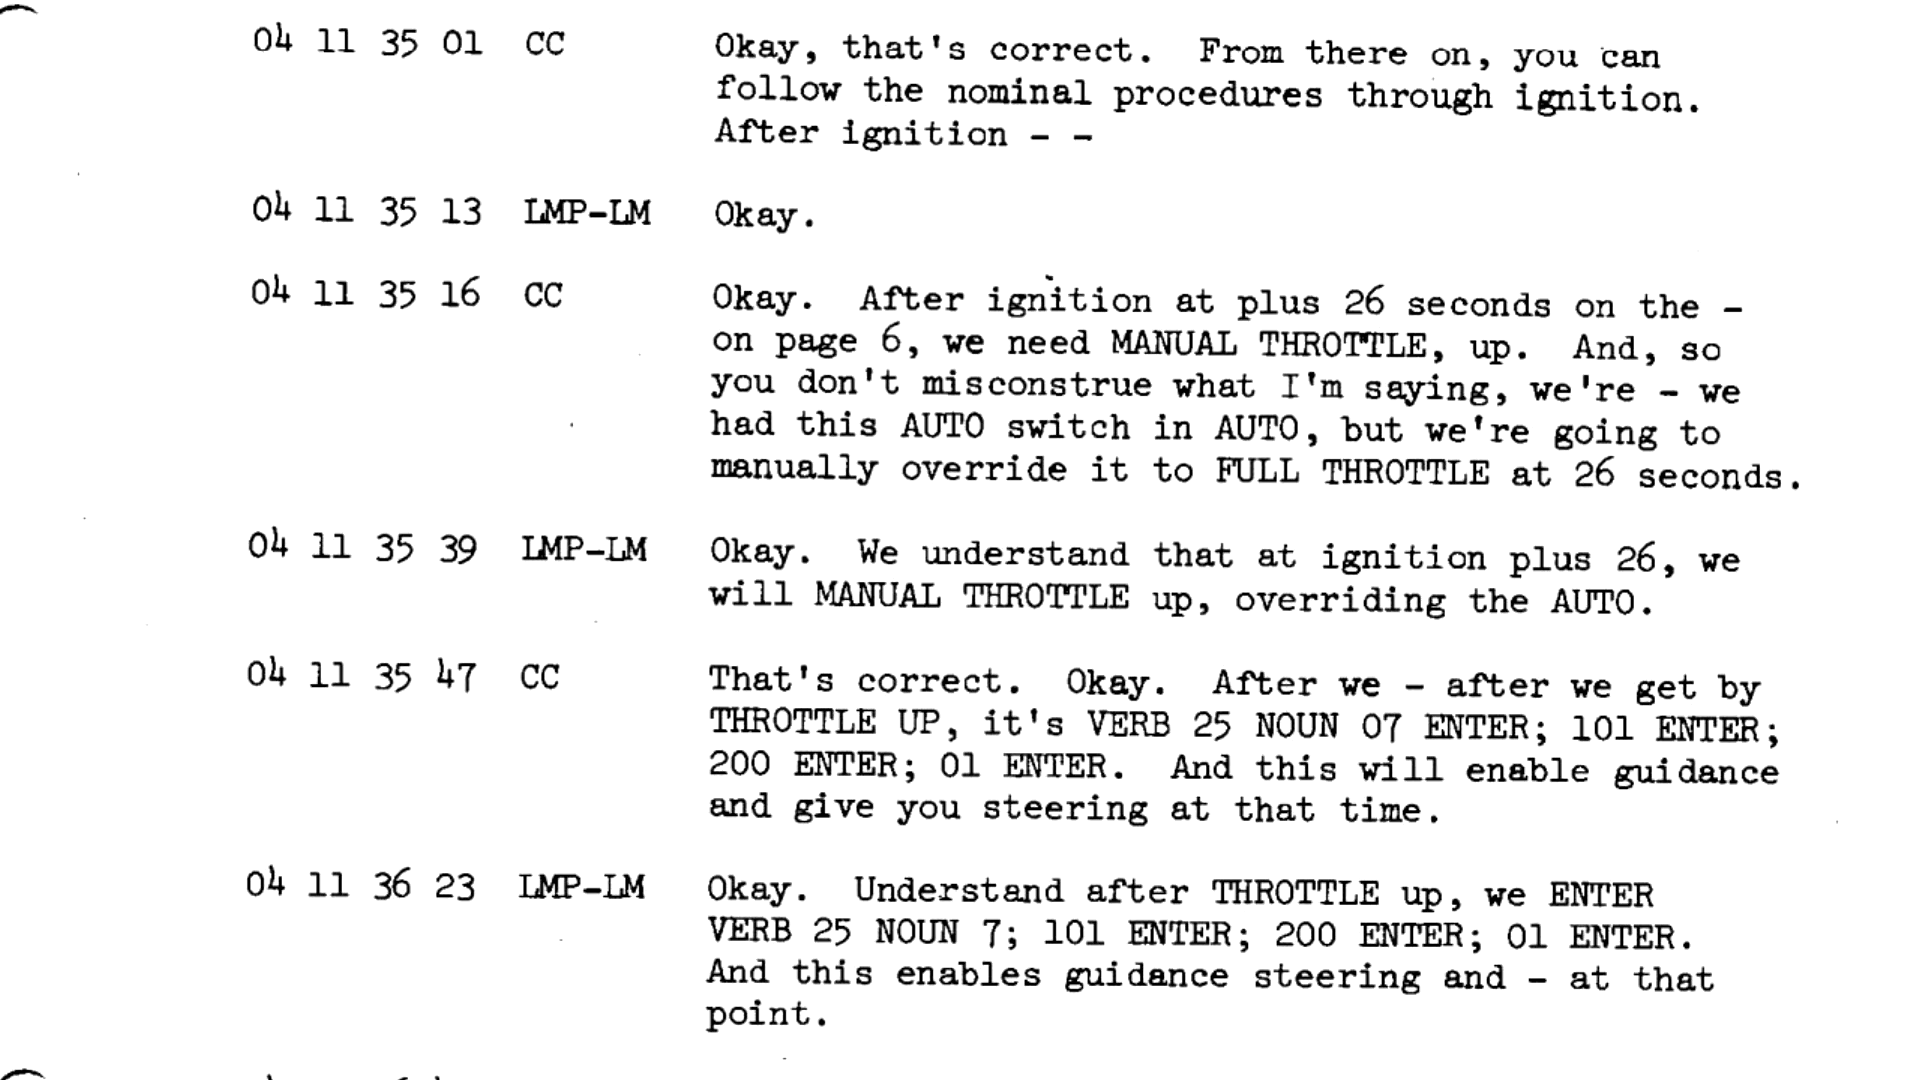 04 11 35 01 CC Okay, that's correct. From there on, you can
follow the nominal procedures through ignition.
After ignition - -
04 11 35 13 LMP-LM Okay.
04 11 35 16 CC Okay. After ignition at plus 26 seconds on the -
on page 6, we need MANUAL THROTTLE, up. And, so
you don't misconstrue what I'm saying, we're - we
had this AUTO switch in AUTO, but we're going to
manually override it to FULL THROTTLE at 26 seconds.
04 11 35 39 LMP-LM Okay. We understand that at ignition plus 26, we
will MANUAL THROTTLE up, overriding the AUTO.
04 11 35 47 CC That's correct. Okay. After we - after we get by
THROTTLE UP, it's VERB 25 NOUN 07 ENTER; 101 ENTER;
200 ENTER; 01 ENTER. And this will enable guidance
and give you steering at that time.
04 11 36 23 LMP-LM Okay. Understand after THROTTLE up, we ENTER
VERB 25 NOUN 7; 101 ENTER; 200 ENTER; 01 ENTER.
And this enables guidance steering and - at that
point.